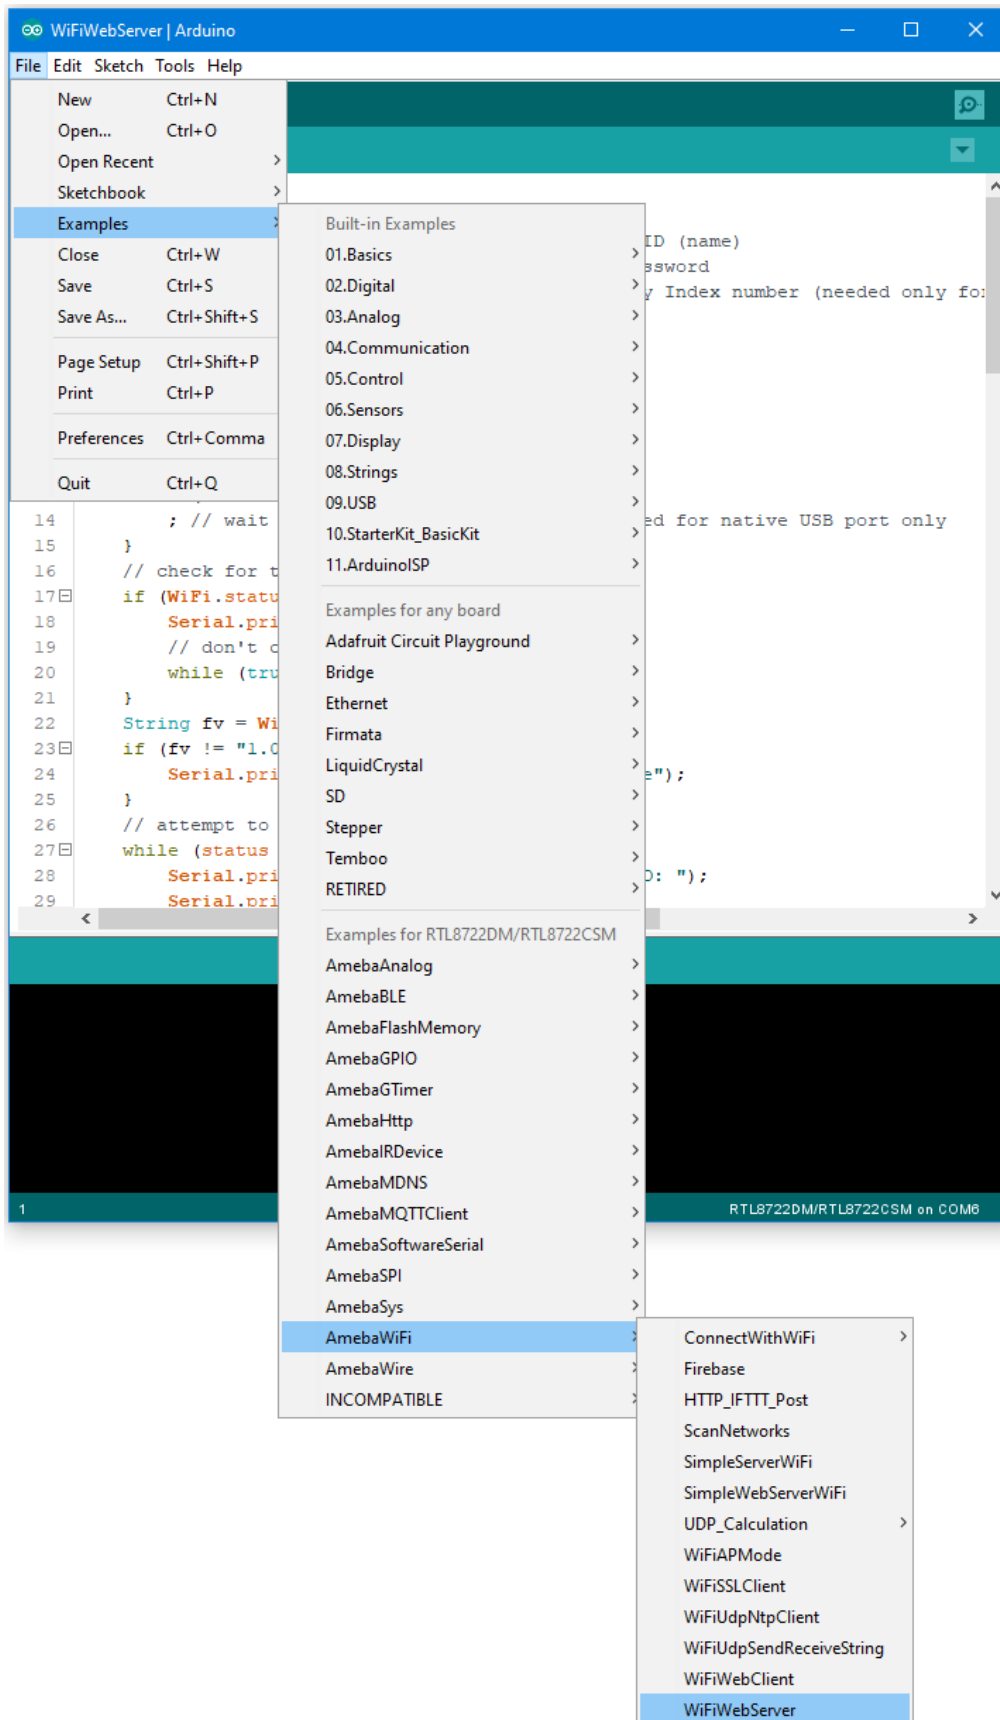 WiFiWebServer | Arduino
File Edit Sketch Tools Help
New Ctrl+N
Open... Ctrl+O
Open Recent
Sketchbook
Examples
Close Ctrl+W
Save Ctrl+S
Save As... Ctrl+Shift+S
Page Setup Ctrl+Shift+P
Print Ctrl+P
Preferences Ctrl+Comma
Quit Ctrl+Q
Built-in Examples
01.Basics
02.Digital
03.Analog
04.Communication
05.Control
06.Sensors
07.Display
08.Strings
09.USB
10.StarterKit_BasicKit
11.ArduinoISP
Examples for any board
Adafruit Circuit Playground
Bridge
Ethernet
Firmata
LiquidCrystal
SD
Stepper
Temboo
RETIRED
Examples for RTL8722DM/RTL8722CSM
AmebaAnalog
AmebaBLE
AmebaFlashMemory
AmebaGPIO
AmebaGTimer
AmebaHttp
AmebaIRDevice
AmebaMDNS
AmebaMQTTClient
AmebaSoftwareSerial
AmebaSPI
AmebaSys
AmebaWiFi
AmebaWire
INCOMPATIBLE
ConnectWithWiFi
Firebase
HTTP_IFTTT_Post
ScanNetworks
SimpleServerWiFi
SimpleWebServerWiFi
UDP_Calculation
WiFiAPMode
WiFiSSLClient
WiFiUdpNtpClient
WiFiUdpSendReceiveString
WiFiWebClient
WiFiWebServer
ID (name)
ssword
y Index number (needed only for
14 ; // wait ed for native USB port only
15 }
16 // check for t
17 if (WiFi.statu
18 Serial.pri
19 // don't c
20 while (tru
21 }
22 String fv = Wi
23 if (fv != "1.0
24 Serial.pri e");
25 }
26 // attempt to
27 while (status
28 Serial.pri D: ");
29 Serial.pri
1 RTL8722DM/RTL8722CSM on COM6